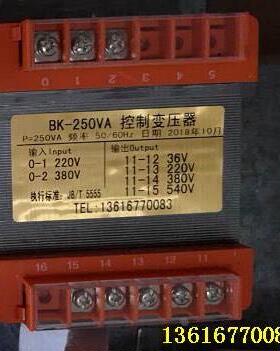 0 1 2 3 4 5
BK-250VA 控制变压器
P=250VA 频率 50/60Hz 日期 2018年10月
输入Input
0-1 220V
0-2 380V
执行标准: JB/T 5555
输出Output
11-12 36V
11-13 220V
11-14 380V
11-15 540V
TEL:13616770083
16 15 14 13 12 11
1361677008